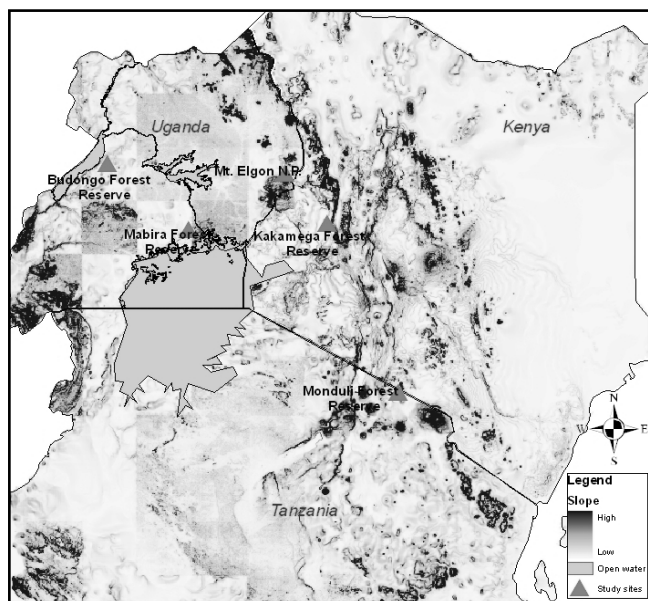 Uganda
Kenya
Mt. Elgon N.P.
Budongo Forest
Reserve
Mabira Forest
Reserve
Kakamega Forest
Reserve
Monduli Forest
Reserve
N
W
E
S
Tanzania
Legend
Slope
High
Low
Open water
Study sites